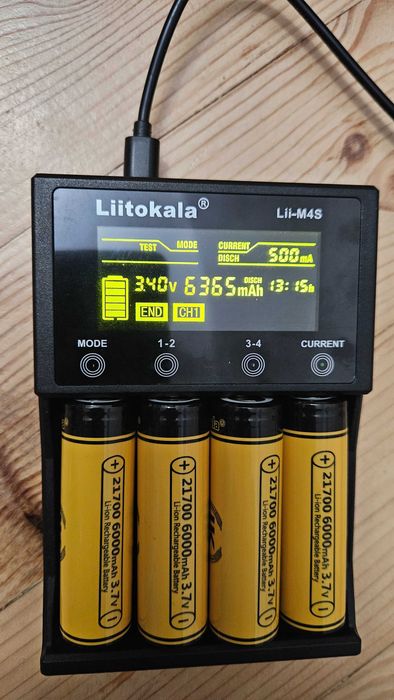 Liitokala®
Lii-M4S
TEST MODE
CURRENT
DISCH 500mA
3.40v 6365mAh DISCH 13:15h
END CH1
MODE 1-2 3-4 CURRENT
21700 6000mAh 3.7V
Li-ion Rechargeable Battery
21700 6000mAh 3.7V
Li-ion Rechargeable Battery
21700 6000mAh 3.7V
Li-ion Rechargeable Battery
21700 6000mAh 3.7V
Li-ion Rechargeable Battery